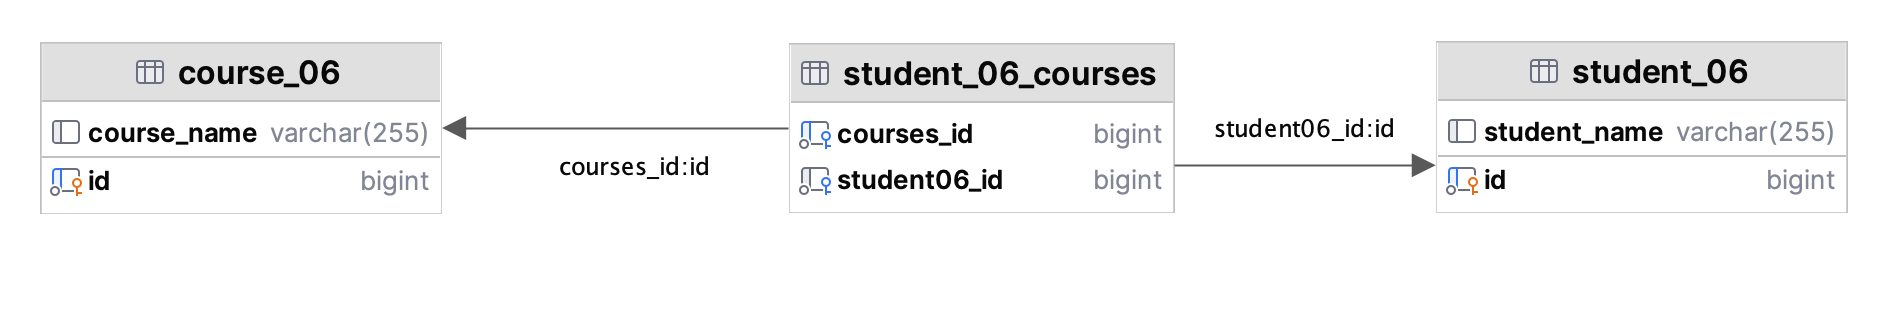 course_06
course_name varchar(255)
id bigint
courses_id:id
student_06_courses
courses_id bigint
student06_id bigint
student06_id:id
student_06
student_name varchar(255)
id bigint